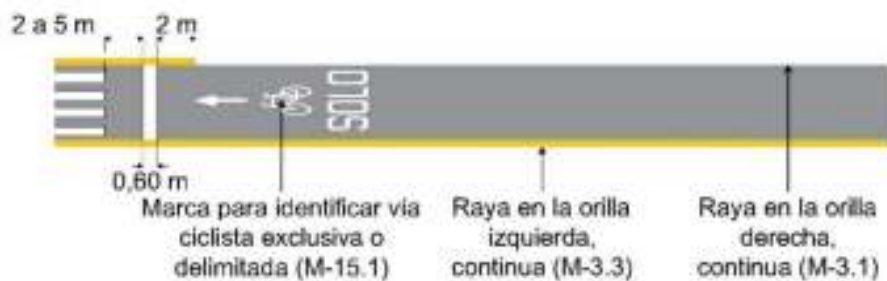 2 a 5 m
2 m
SOLO
0,60 m
Marca para identificar vía
ciclista exclusiva o
delimitada (M-15.1)
Raya en la orilla
izquierda,
continua (M-3.3)
Raya en la orilla
derecha,
continua (M-3.1)